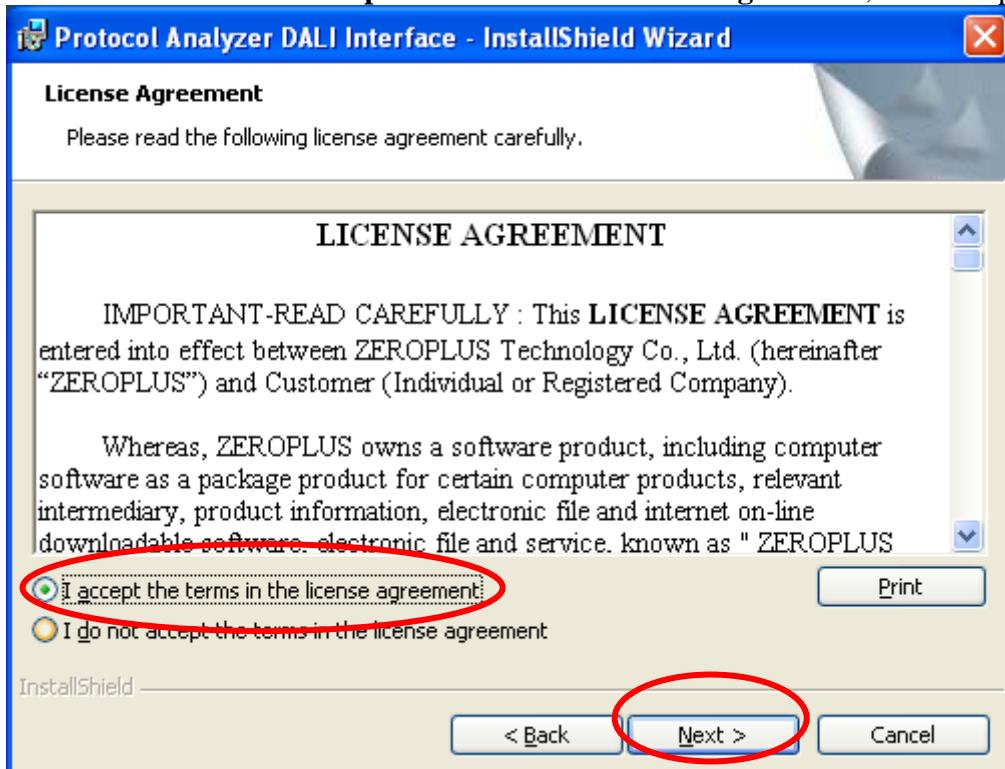 Protocol Analyzer DALI Interface - InstallShield Wizard
License Agreement
Please read the following license agreement carefully.
LICENSE AGREEMENT
IMPORTANT-READ CAREFULLY : This LICENSE AGREEMENT is
entered into effect between ZEROPLUS Technology Co., Ltd. (hereinafter
“ZEROPLUS”) and Customer (Individual or Registered Company).
Whereas, ZEROPLUS owns a software product, including computer
software as a package product for certain computer products, relevant
intermediary, product information, electronic file and internet on-line
downloadable software, electronic file and service, known as " ZEROPLUS
I accept the terms in the license agreement
Print
I do not accept the terms in the license agreement
InstallShield
< Back
Next >
Cancel